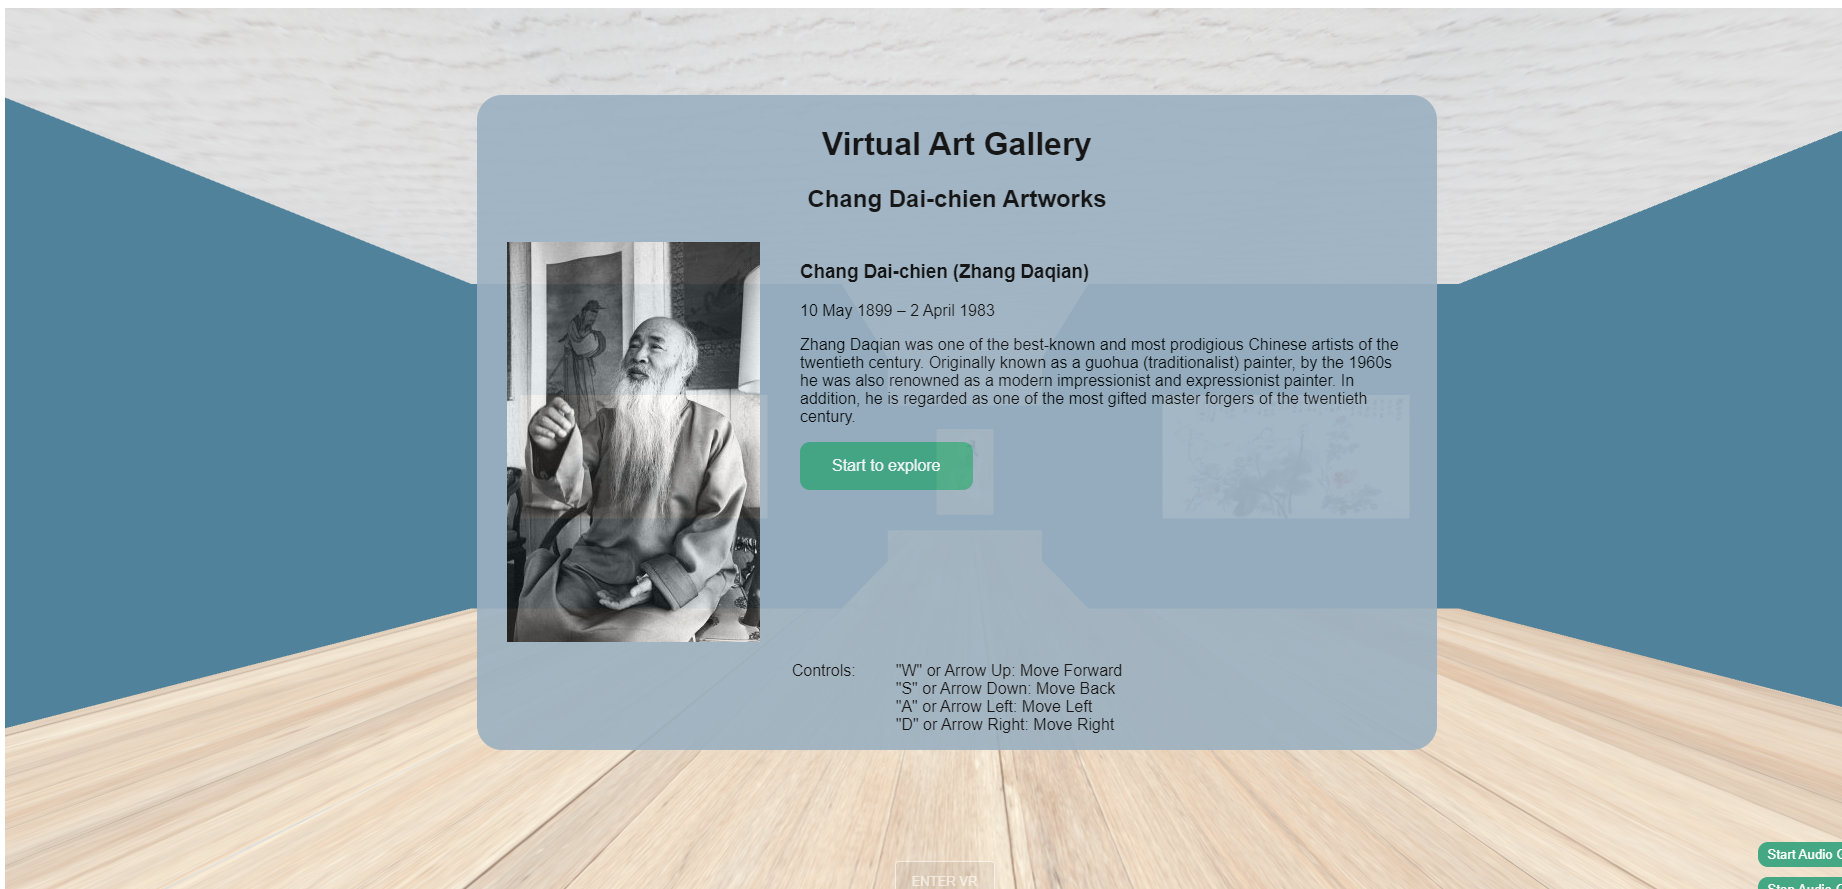 Virtual Art Gallery
Chang Dai-chien Artworks
Chang Dai-chien (Zhang Daqian)
10 May 1899 – 2 April 1983
Zhang Daqian was one of the best-known and most prodigious Chinese artists of the
twentieth century. Originally known as a guohua (traditionalist) painter, by the 1960s
he was also renowned as a modern impressionist and expressionist painter. In
addition, he is regarded as one of the most gifted master forgers of the twentieth
century.
Start to explore
Controls:
"W" or Arrow Up: Move Forward
"S" or Arrow Down: Move Back
"A" or Arrow Left: Move Left
"D" or Arrow Right: Move Right
ENTER VR
Start Audio
Stop Audio